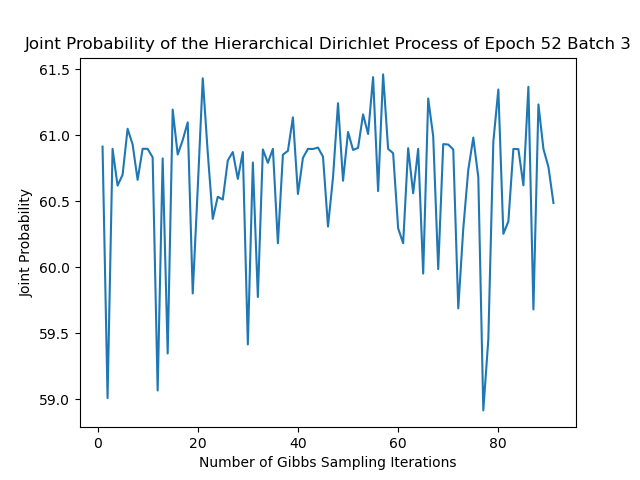 Joint Probability of the Hierarchical Dirichlet Process of Epoch 52 Batch 3
61.5
61.0
60.5
60.0
59.5
59.0
Joint Probability
0 20 40 60 80
Number of Gibbs Sampling Iterations